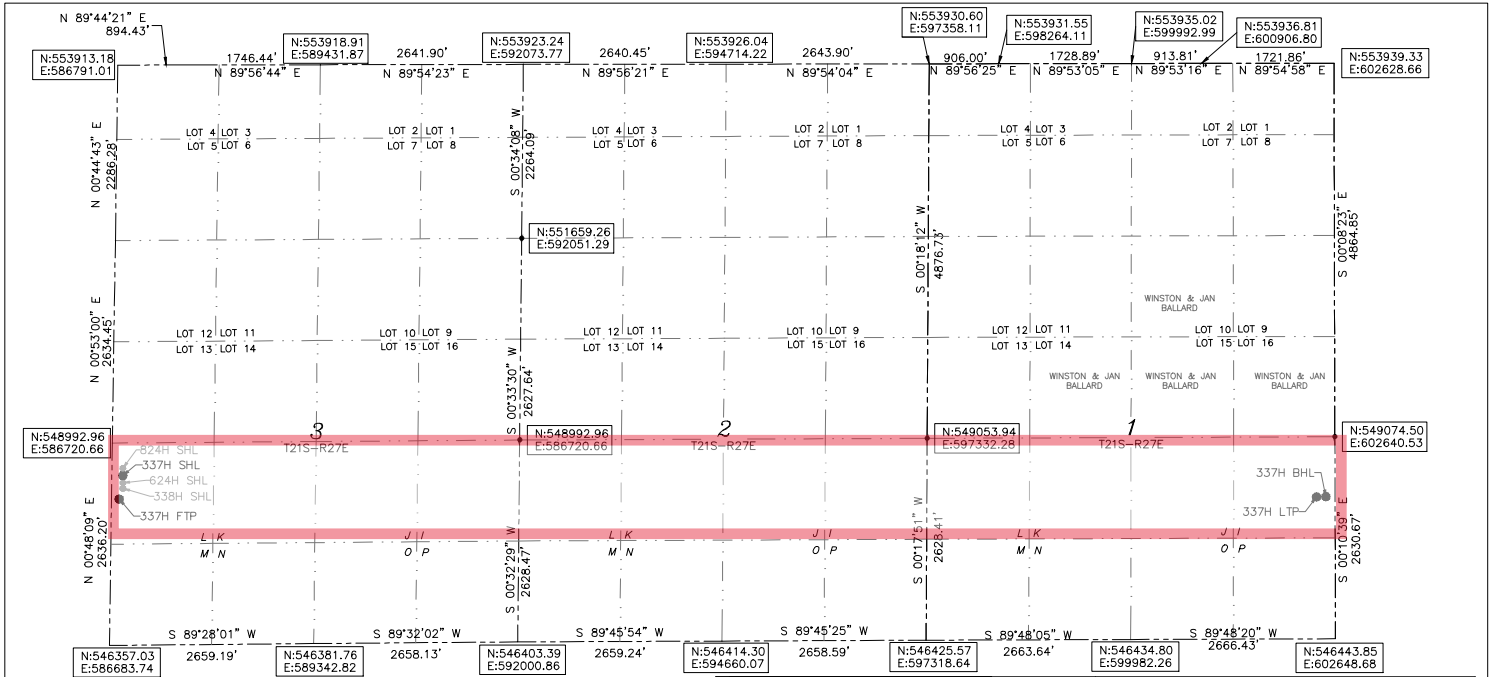 N 89°44'21" E
894.43'
N:553913.18
E:586791.01
1746.44'
N 89°56'44" E
N:553918.91
E:589431.87
2641.90'
N 89°54'23" E
N:553923.24
E:592073.77
2640.45'
N 89°56'21" E
N:553926.04
E:594714.22
2643.90'
N 89°54'04" E
N:553930.60
E:597358.11
906.00'
N 89°56'25" E
N:553931.55
E:598264.11
1728.89'
N 89°53'05" E
N:553935.02
E:599992.99
913.81'
N 89°53'16" E
N:553936.81
E:600906.80
1721.86'
N 89°54'58" E
N:553939.33
E:602628.66
N 00°44'43" E
2286.28'
LOT 4 LOT 3
LOT 5 LOT 6
LOT 2 LOT 1
LOT 7 LOT 8
S 00°34'08" W
2264.09'
LOT 4 LOT 3
LOT 5 LOT 6
LOT 2 LOT 1
LOT 7 LOT 8
LOT 4 LOT 3
LOT 5 LOT 6
LOT 2 LOT 1
LOT 7 LOT 8
N:551659.26
E:592051.29
S 00°18'12" W
4876.73'
S 00°08'23" E
4864.85'
WINSTON & JAN
BALLARD
N 00°53'00" E
2634.45'
LOT 12 LOT 11
LOT 13 LOT 14
LOT 10 LOT 9
LOT 15 LOT 16
S 00°33'30" W
2627.64'
LOT 12 LOT 11
LOT 13 LOT 14
LOT 10 LOT 9
LOT 15 LOT 16
LOT 12 LOT 11
LOT 13 LOT 14
LOT 10 LOT 9
LOT 15 LOT 16
WINSTON & JAN
BALLARD
WINSTON & JAN
BALLARD
WINSTON & JAN
BALLARD
N:548992.96
E:586720.66
3
T21S-R27E
N:548992.96
E:586720.66
2
T21S-R27E
N:549053.94
E:597332.28
1
T21S-R27E
N:549074.50
E:602640.53
824H SHL
337H SHL
624H SHL
338H SHL
337H FTP
337H BHL
337H LTP
N 00°48'09" E
2636.20'
L K
M N
J I
O P
S 00°32'29" W
2628.47'
L K
M N
J I
O P
S 00°17'51" W
2628.41'
L K
M N
J I
O P
S 00°10'39" E
2630.67'
N:546357.03
E:586683.74
S 89°28'01" W
2659.19'
N:546381.76
E:589342.82
S 89°32'02" W
2658.13'
N:546403.39
E:592000.86
S 89°45'54" W
2659.24'
N:546414.30
E:594660.07
S 89°45'25" W
2658.59'
N:546425.57
E:597318.64
S 89°48'05" W
2663.64'
N:546434.80
E:599982.26
S 89°48'20" W
2666.43'
N:546443.85
E:602648.68